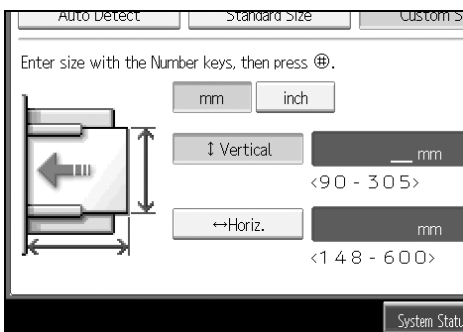 Auto Detect Standard Size Custom S
Enter size with the Number keys, then press ⌗.
mm inch
↕ Vertical __ mm
<90 - 305>
↔Horiz. mm
<148 - 600>
System Statu